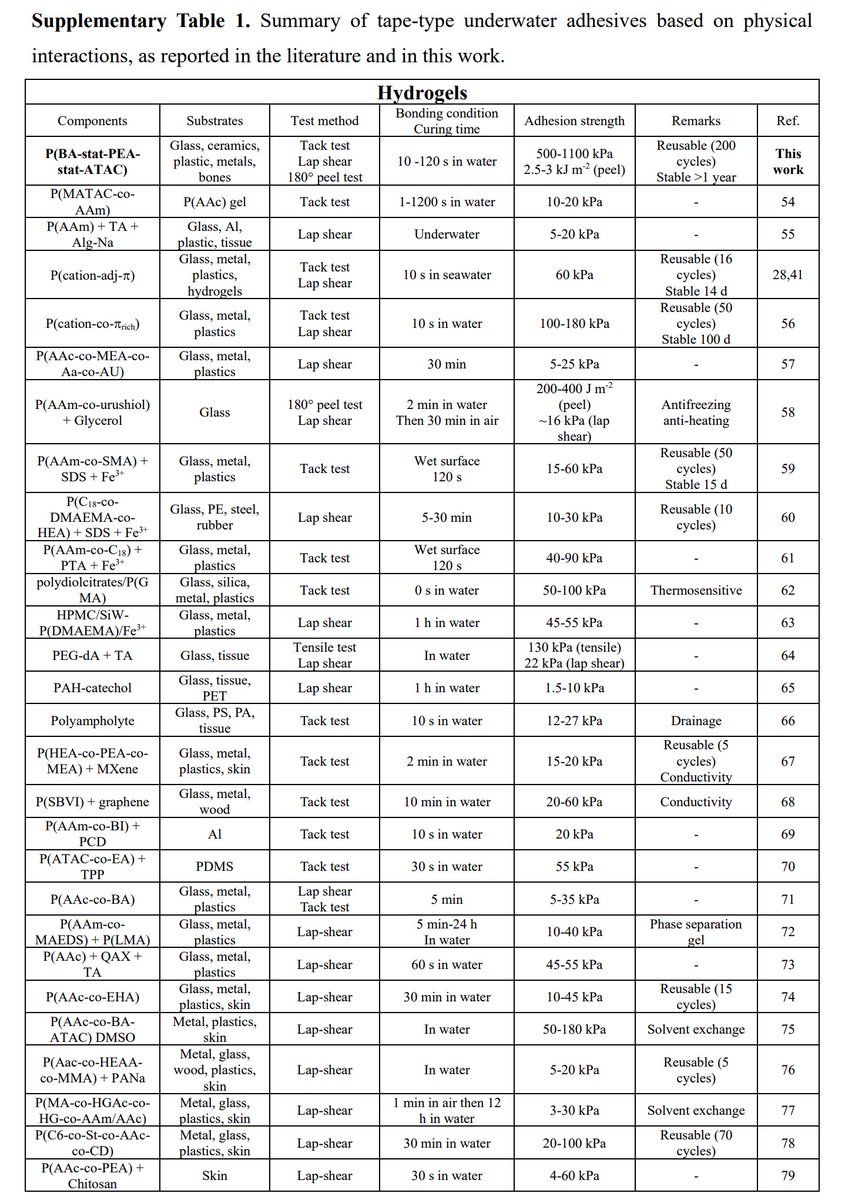 Supplementary Table 1. Summary of tape-type underwater adhesives based on physical
interactions, as reported in the literature and in this work.
Hydrogels
Components Substrates Test method Bonding condition Curing time Adhesion strength Remarks Ref.
P(BA-stat-PEA-stat-ATAC) Glass, ceramics, plastic, metals, bones Tack test Lap shear 180° peel test 10 -120 s in water 500-1100 kPa 2.5-3 kJ m⁻² (peel) Reusable (200 cycles) Stable >1 year This work
P(MATAC-co-AAm) P(AAc) gel Tack test 1-1200 s in water 10-20 kPa - 54
P(AAm) + TA + Alg-Na Glass, Al, plastic, tissue Lap shear Underwater 5-20 kPa - 55
P(cation-adj-π) Glass, metal, plastics, hydrogels Tack test Lap shear 10 s in seawater 60 kPa Reusable (16 cycles) Stable 14 d 28,41
P(cation-co-πrich) Glass, metal, plastics Tack test Lap shear 10 s in water 100-180 kPa Reusable (50 cycles) Stable 100 d 56
P(AAc-co-MEA-co-Aa-co-AU) Glass, metal, plastics Lap shear 30 min 5-25 kPa - 57
P(AAm-co-urushiol) + Glycerol Glass 180° peel test Lap shear 2 min in water Then 30 min in air 200-400 J m⁻² (peel) ~16 kPa (lap shear) Antifreezing anti-heating 58
P(AAm-co-SMA) + SDS + Fe³⁺ Glass, metal, plastics Tack test Wet surface 120 s 15-60 kPa Reusable (50 cycles) Stable 15 d 59
P(C₁₈-co-DMAEMA-co-HEA) + SDS + Fe³⁺ Glass, PE, steel, rubber Lap shear 5-30 min 10-30 kPa Reusable (10 cycles) 60
P(AAm-co-C₁₈) + PTA + Fe³⁺ Glass, metal, plastics Tack test Wet surface 120 s 40-90 kPa - 61
polydiolcitrates/P(GMA) Glass, silica, metal, plastics Tack test 0 s in water 50-100 kPa Thermosensitive 62
HPMC/SiW-P(DMAEMA)/Fe³⁺ Glass, metal, plastics Lap shear 1 h in water 45-55 kPa - 63
PEG-dA + TA Glass, tissue Tensile test Lap shear In water 130 kPa (tensile) 22 kPa (lap shear) - 64
PAH-catechol Glass, tissue, PET Lap shear 1 h in water 1.5-10 kPa - 65
Polyampholyte Glass, PS, PA, tissue Tack test 10 s in water 12-27 kPa Drainage 66
P(HEA-co-PEA-co-MEA) + MXene Glass, metal, plastics, skin Tack test 2 min in water 15-20 kPa Reusable (5 cycles) Conductivity 67
P(SBVI) + graphene Glass, metal, wood Tack test 10 min in water 20-60 kPa Conductivity 68
P(AAm-co-BI) + PCD Al Tack test 10 s in water 20 kPa - 69
P(ATAC-co-EA) + TPP PDMS Tack test 30 s in water 55 kPa - 70
P(AAc-co-BA) Glass, metal, plastics Lap shear Tack test 5 min 5-35 kPa - 71
P(AAm-co-MAEDS) + P(LMA) Glass, metal, plastics Lap-shear 5 min-24 h In water 10-40 kPa Phase separation gel 72
P(AAc) + QAX + TA Glass, metal, plastics Lap-shear 60 s in water 45-55 kPa - 73
P(AAc-co-EHA) Glass, metal, plastics, skin Lap-shear 30 min in water 10-45 kPa Reusable (15 cycles) 74
P(AAc-co-BA-ATAC) DMSO Metal, plastics, skin Lap-shear In water 50-180 kPa Solvent exchange 75
P(Aac-co-HEAA-co-MMA) + PANa Metal, glass, wood, plastics, skin Lap-shear In water 5-20 kPa Reusable (5 cycles) 76
P(MA-co-HGAc-co-HG-co-AAm/AAc) Metal, glass, plastics, skin Lap-shear 1 min in air then 12 h in water 3-30 kPa Solvent exchange 77
P(C6-co-St-co-AAc-co-CD) Metal, glass, plastics, skin Lap-shear 30 min in water 20-100 kPa Reusable (70 cycles) 78
P(AAc-co-PEA) + Chitosan Skin Lap-shear 30 s in water 4-60 kPa - 79